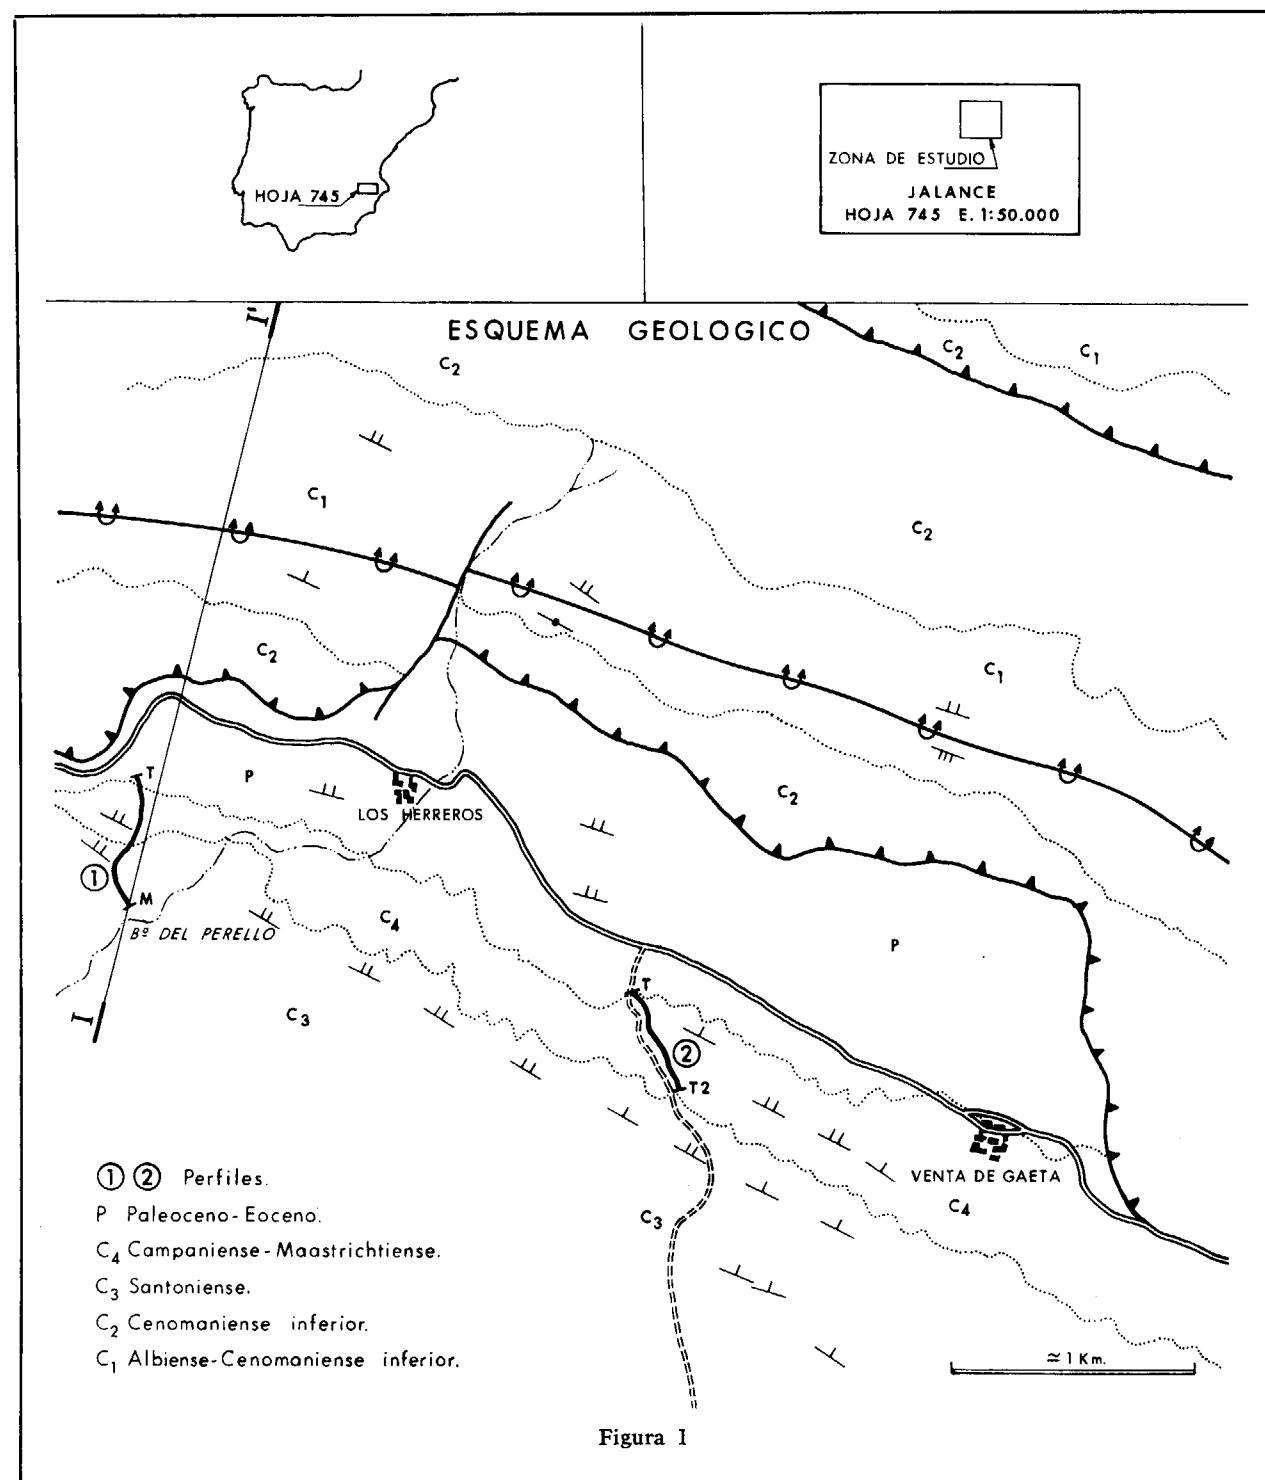 HOJA 745
ZONA DE ESTUDIO
JALANCE
HOJA 745 E. 1:50.000
I'
ESQUEMA GEOLOGICO
C2
C2
C1
C1
C2
C2
C1
P
T
C2
LOS HERREROS
1
M
Bº DEL PERELLO
C4
P
I
C3
T
2
T2
VENTA DE GAETA
C4
C3
1 2 Perfiles.
P Paleoceno-Eoceno.
C4 Campaniense-Maastrichtiense.
C3 Santoniense.
C2 Cenomaniense inferior.
C1 Albiense-Cenomaniense inferior.
≃ 1 Km.
Figura 1